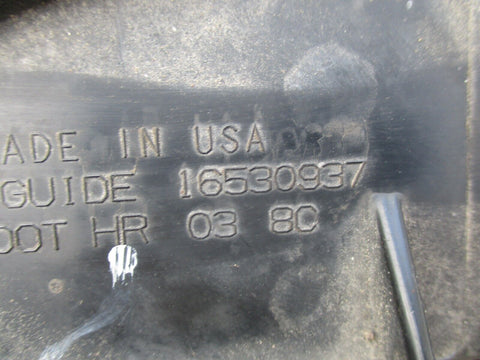 ADE IN USA
GUIDE 16530937
OOT HR 03 8C